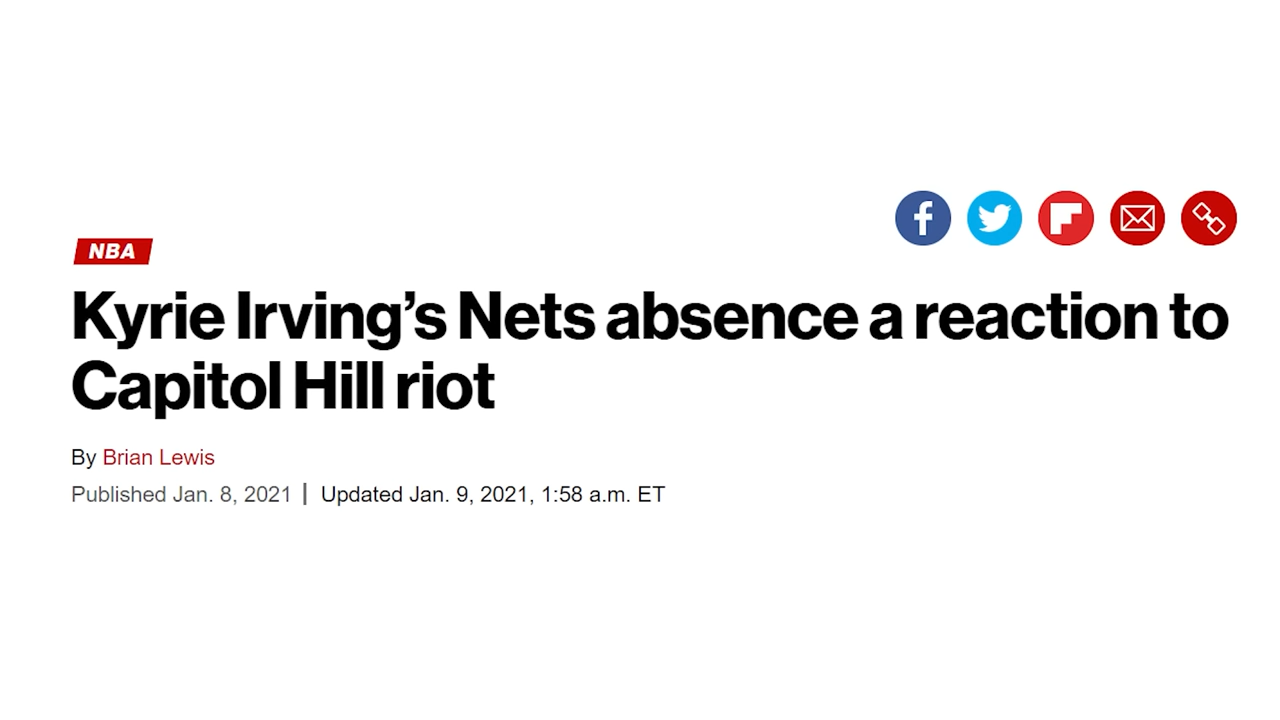 NBA
Kyrie Irving’s Nets absence a reaction to
Capitol Hill riot
By Brian Lewis
Published Jan. 8, 2021 | Updated Jan. 9, 2021, 1:58 a.m. ET